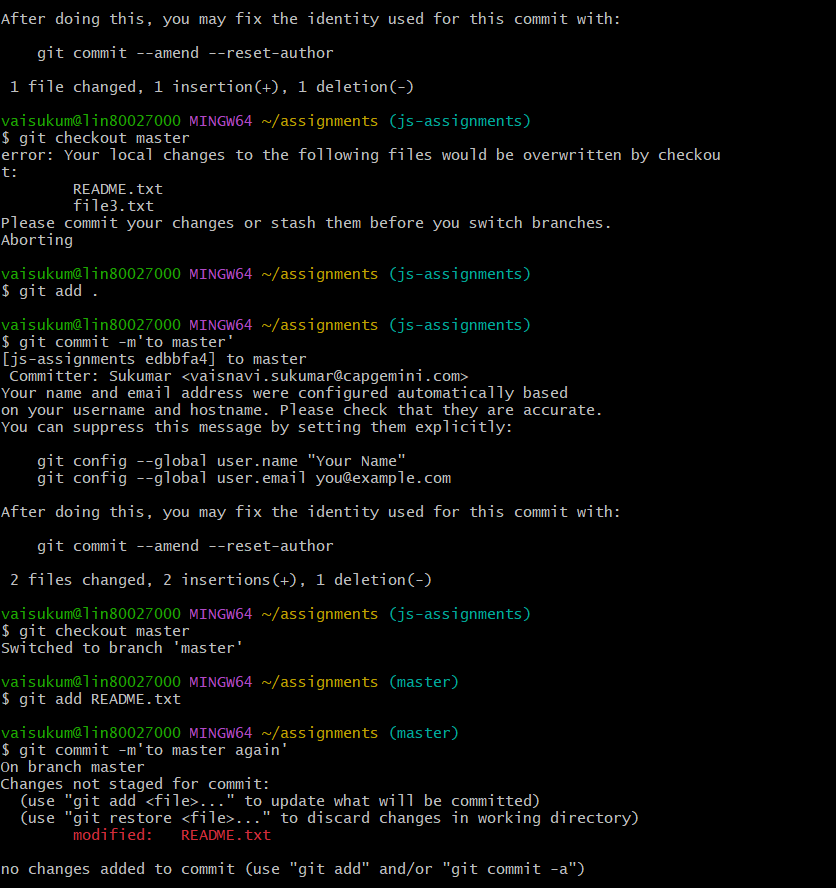 After doing this, you may fix the identity used for this commit with:
    git commit --amend --reset-author
 1 file changed, 1 insertion(+), 1 deletion(-)
vaisukum@lin80027000 MINGW64 ~/assignments (js-assignments)
$ git checkout master
error: Your local changes to the following files would be overwritten by checkou
t:
        README.txt
        file3.txt
Please commit your changes or stash them before you switch branches.
Aborting
vaisukum@lin80027000 MINGW64 ~/assignments (js-assignments)
$ git add .
vaisukum@lin80027000 MINGW64 ~/assignments (js-assignments)
$ git commit -m'to master'
[js-assignments edbbfa4] to master
 Committer: Sukumar <vaisnavi.sukumar@capgemini.com>
Your name and email address were configured automatically based
on your username and hostname. Please check that they are accurate.
You can suppress this message by setting them explicitly:
    git config --global user.name "Your Name"
    git config --global user.email you@example.com
After doing this, you may fix the identity used for this commit with:
    git commit --amend --reset-author
 2 files changed, 2 insertions(+), 1 deletion(-)
vaisukum@lin80027000 MINGW64 ~/assignments (js-assignments)
$ git checkout master
Switched to branch 'master'
vaisukum@lin80027000 MINGW64 ~/assignments (master)
$ git add README.txt
vaisukum@lin80027000 MINGW64 ~/assignments (master)
$ git commit -m'to master again'
On branch master
Changes not staged for commit:
  (use "git add <file>..." to update what will be committed)
  (use "git restore <file>..." to discard changes in working directory)
        modified:   README.txt
no changes added to commit (use "git add" and/or "git commit -a")